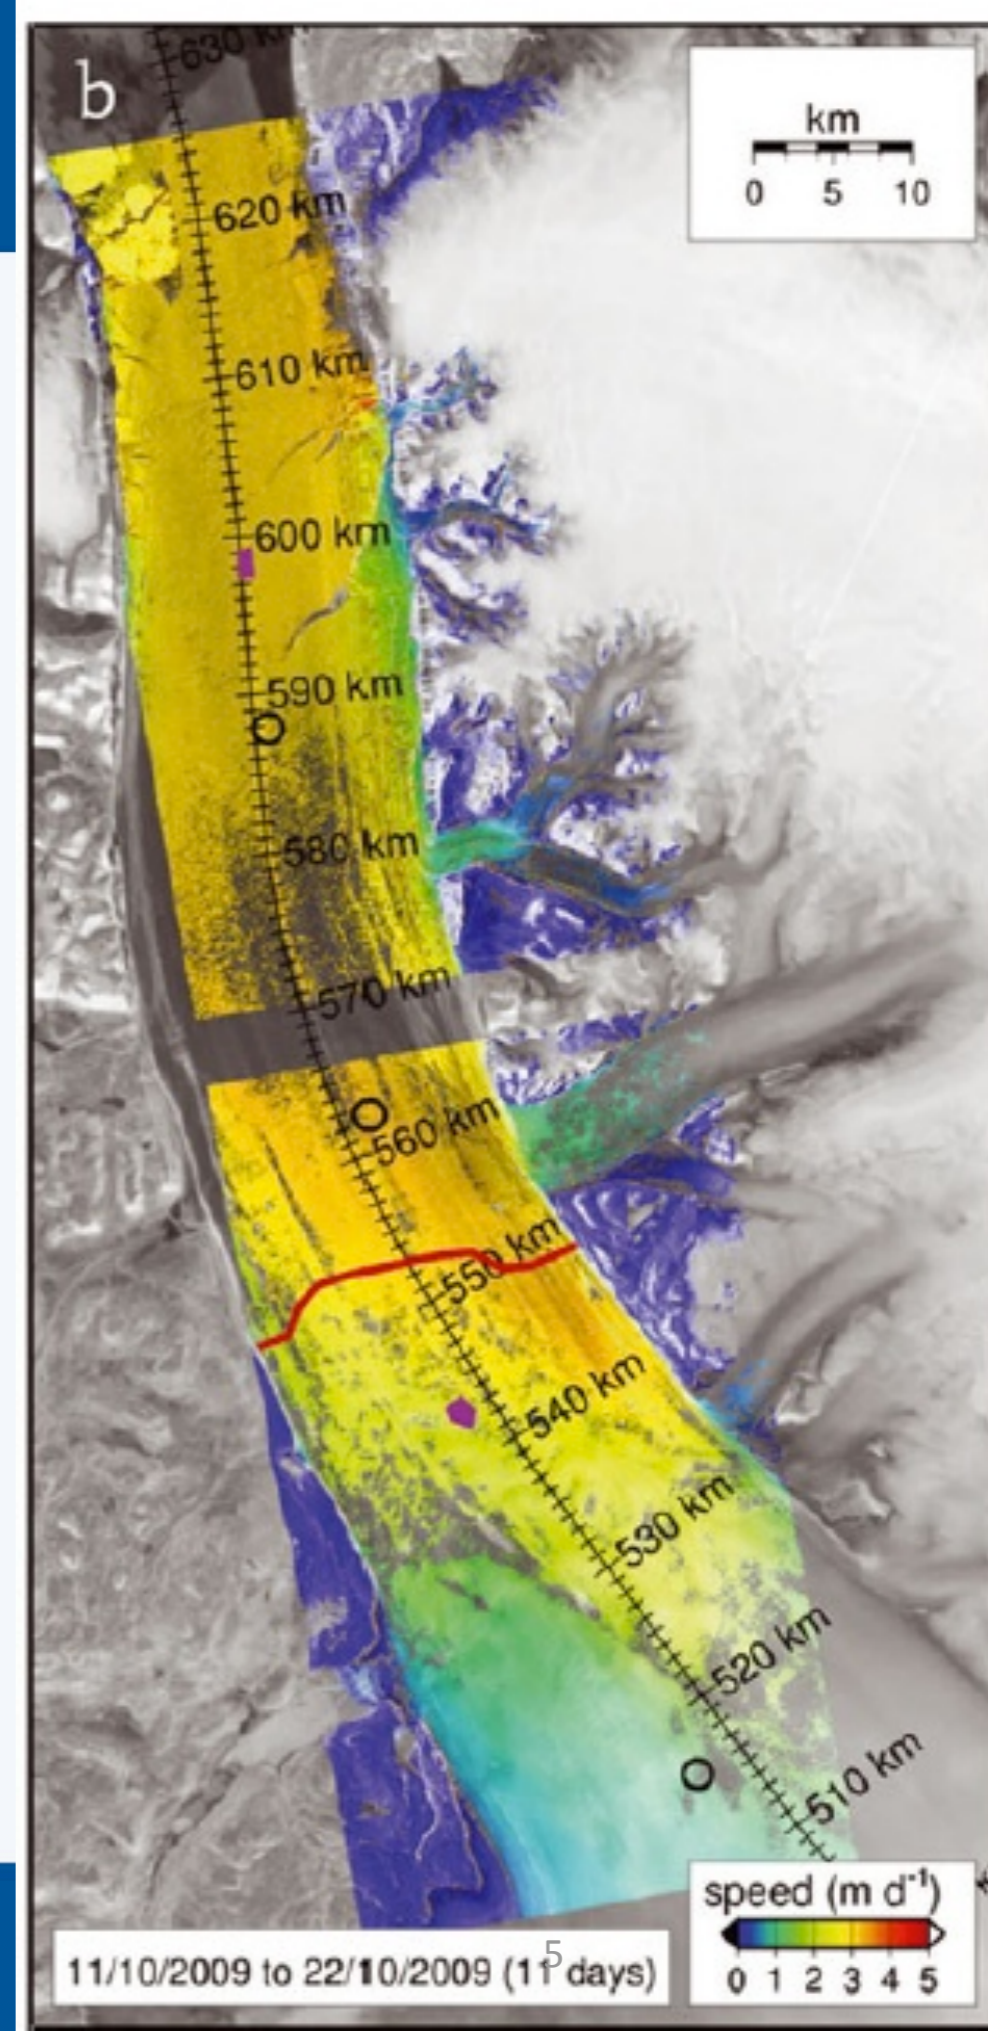 630 km
b
km
0 5 10
620 km
610 km
600 km
590 km
580 km
570 km
560 km
550 km
540 km
530 km
520 km
510 km
speed (m d⁻¹)
0 1 2 3 4 5
11/10/2009 to 22/10/2009 (11 days)
5